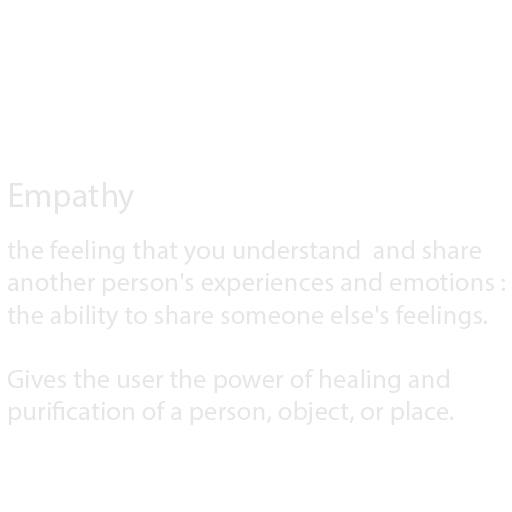 Empathy
the feeling that you understand  and share
another person's experiences and emotions :
the ability to share someone else's feelings.
Gives the user the power of healing and
purification of a person, object, or place.